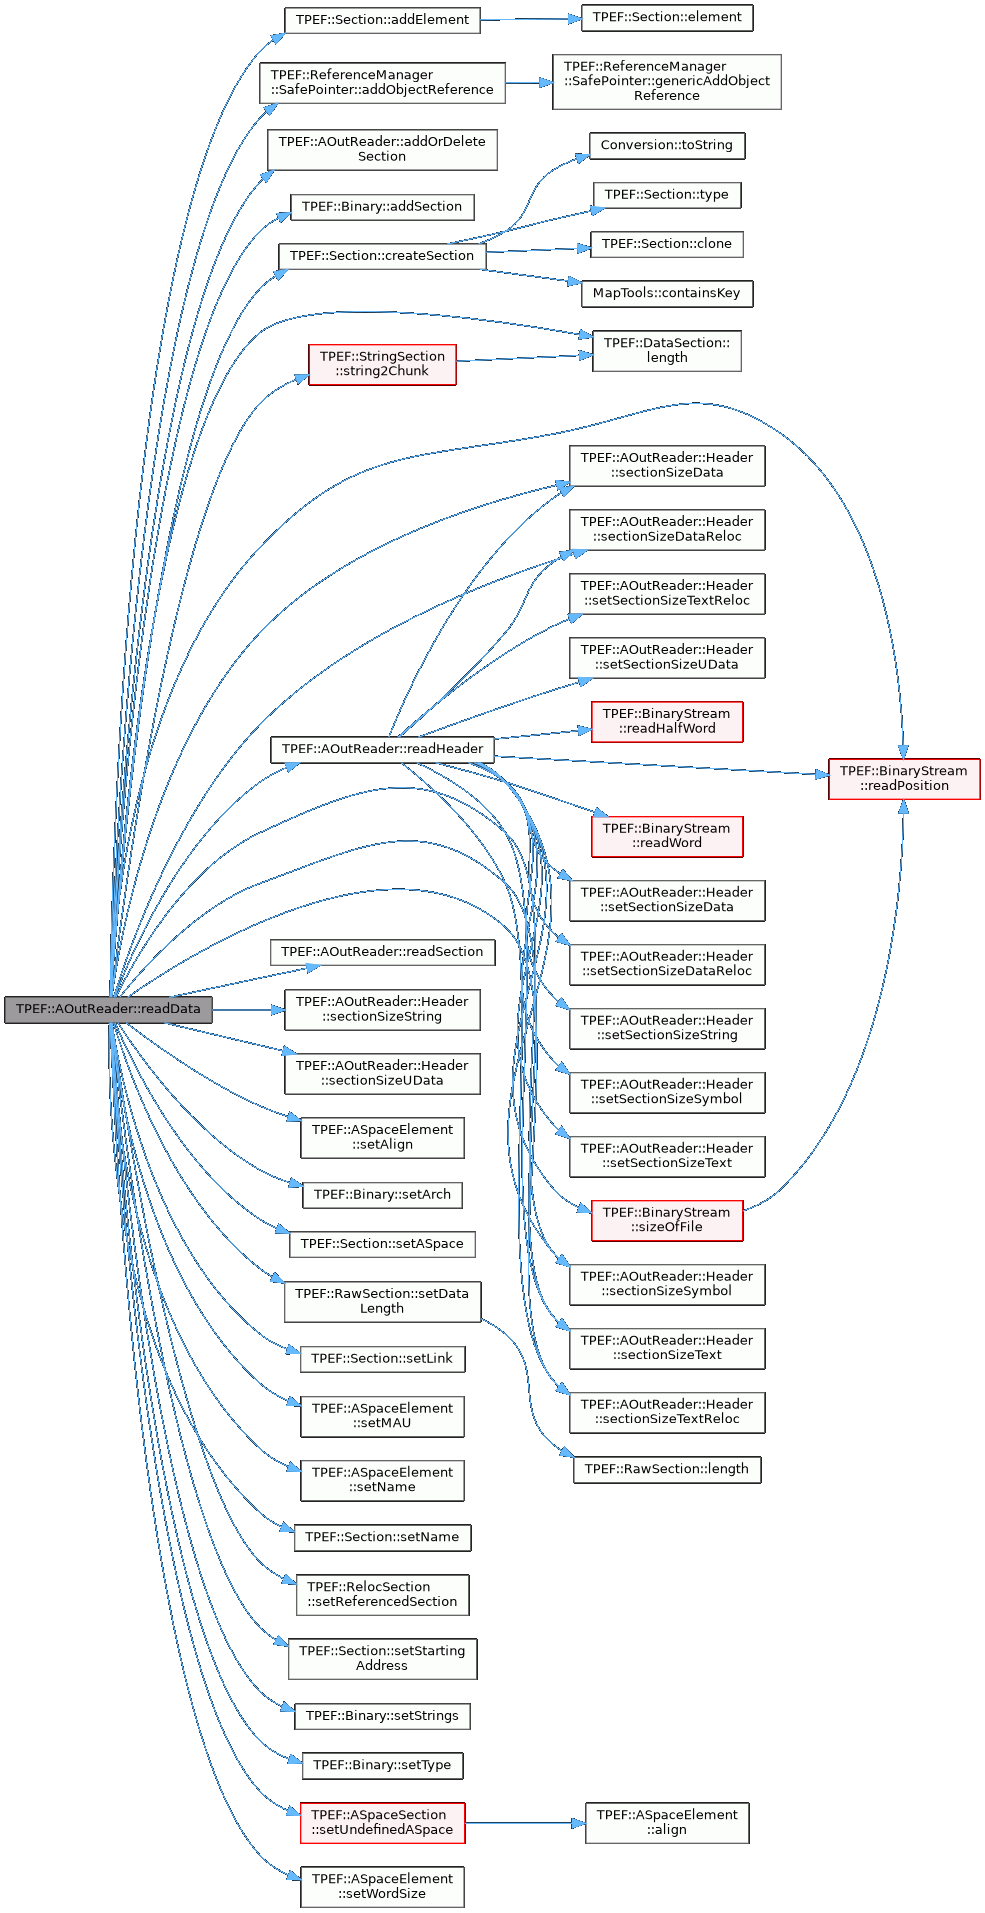 TPEF::Section::addElement
TPEF::Section::element
TPEF::ReferenceManager
::SafePointer::addObjectReference
TPEF::ReferenceManager
::SafePointer::genericAddObject
Reference
TPEF::AOutReader::addOrDelete
Section
Conversion::toString
TPEF::Binary::addSection
TPEF::Section::type
TPEF::Section::createSection
TPEF::Section::clone
MapTools::containsKey
TPEF::StringSection
::string2Chunk
TPEF::DataSection::
length
TPEF::AOutReader::Header
::sectionSizeData
TPEF::AOutReader::Header
::sectionSizeDataReloc
TPEF::AOutReader::Header
::setSectionSizeTextReloc
TPEF::AOutReader::Header
::setSectionSizeUData
TPEF::BinaryStream
::readHalfWord
TPEF::AOutReader::readHeader
TPEF::BinaryStream
::readPosition
TPEF::BinaryStream
::readWord
TPEF::AOutReader::Header
::setSectionSizeData
TPEF::AOutReader::readSection
TPEF::AOutReader::Header
::setSectionSizeDataReloc
TPEF::AOutReader::readData
TPEF::AOutReader::Header
::sectionSizeString
TPEF::AOutReader::Header
::setSectionSizeString
TPEF::AOutReader::Header
::sectionSizeUData
TPEF::AOutReader::Header
::setSectionSizeSymbol
TPEF::ASpaceElement
::setAlign
TPEF::AOutReader::Header
::setSectionSizeText
TPEF::Binary::setArch
TPEF::BinaryStream
::sizeOfFile
TPEF::Section::setASpace
TPEF::RawSection::setData
Length
TPEF::AOutReader::Header
::sectionSizeSymbol
TPEF::Section::setLink
TPEF::AOutReader::Header
::sectionSizeText
TPEF::ASpaceElement
::setMAU
TPEF::AOutReader::Header
::sectionSizeTextReloc
TPEF::ASpaceElement
::setName
TPEF::RawSection::length
TPEF::Section::setName
TPEF::RelocSection
::setReferencedSection
TPEF::Section::setStarting
Address
TPEF::Binary::setStrings
TPEF::Binary::setType
TPEF::ASpaceSection
::setUndefinedASpace
TPEF::ASpaceElement
::align
TPEF::ASpaceElement
::setWordSize